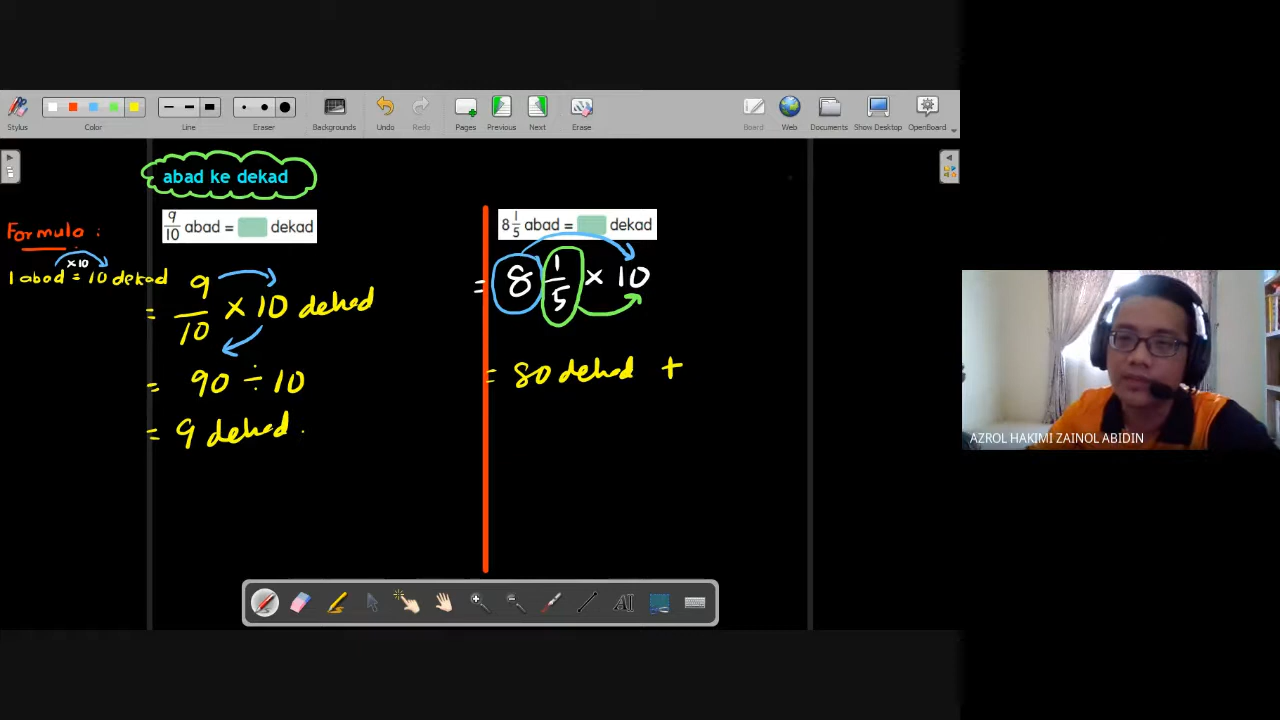 Stylus
Color
Line
Eraser
Backgrounds
Undo
Redo
Pages
Previous
Next
Erase
Board
Web
Documents
Show Desktop
OpenBoard
abad ke dekad
Formula :
×10
1 abad = 10 dekad
9/10 abad = dekad
= 9/10 × 10 dekad
= 90 ÷ 10
= 9 dekad.
8 1/5 abad = dekad
= 8 1/5 × 10
= 80 dekad +
AI
AZROL HAKIMI ZAINOL ABIDIN